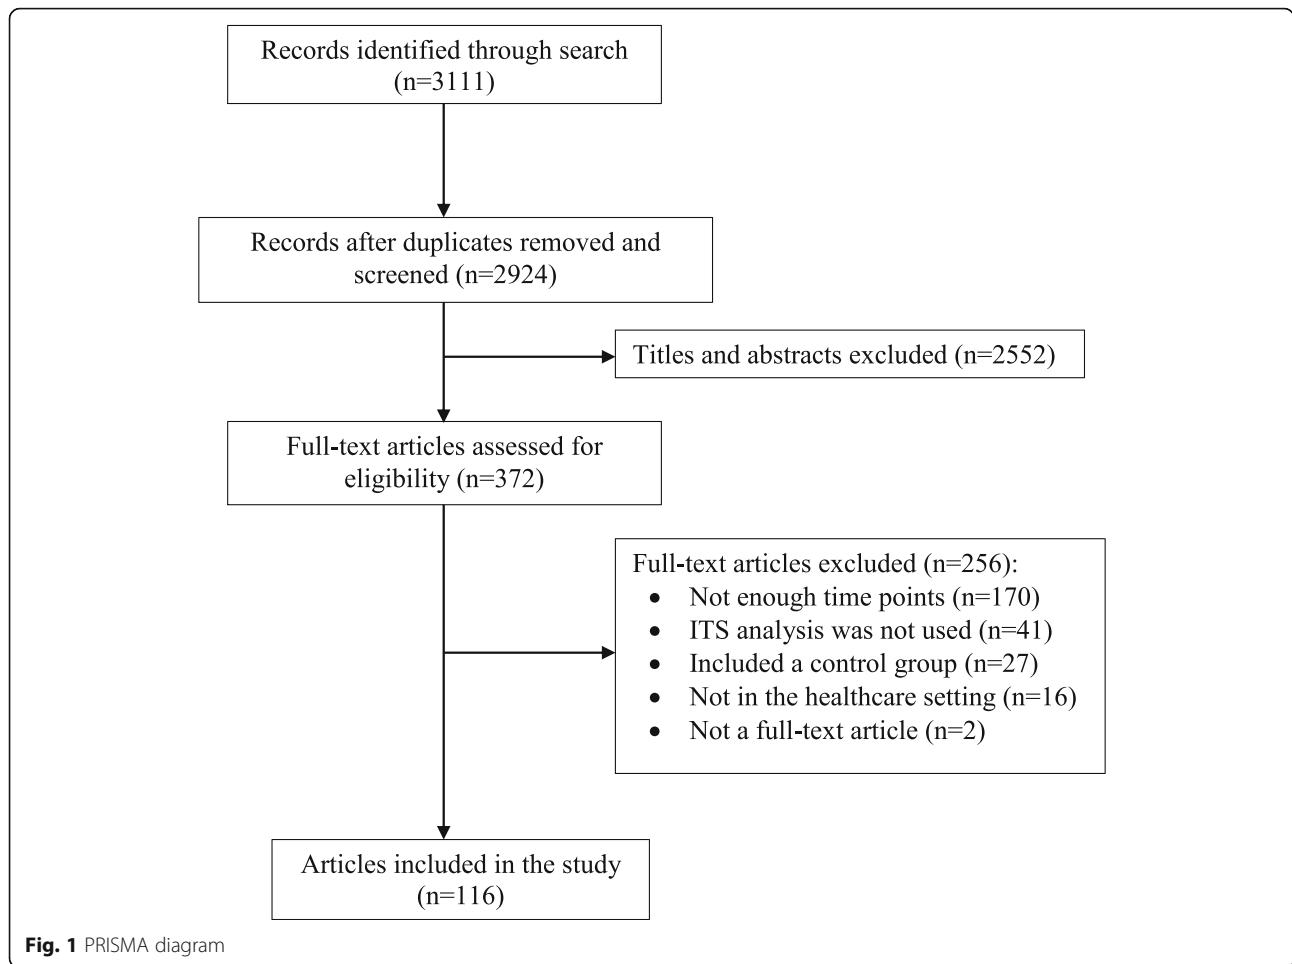 Records identified through search
(n=3111)
Records after duplicates removed and
screened (n=2924)
Titles and abstracts excluded (n=2552)
Full-text articles assessed for
eligibility (n=372)
Full-text articles excluded (n=256):
• Not enough time points (n=170)
• ITS analysis was not used (n=41)
• Included a control group (n=27)
• Not in the healthcare setting (n=16)
• Not a full-text article (n=2)
Articles included in the study
(n=116)
Fig. 1 PRISMA diagram